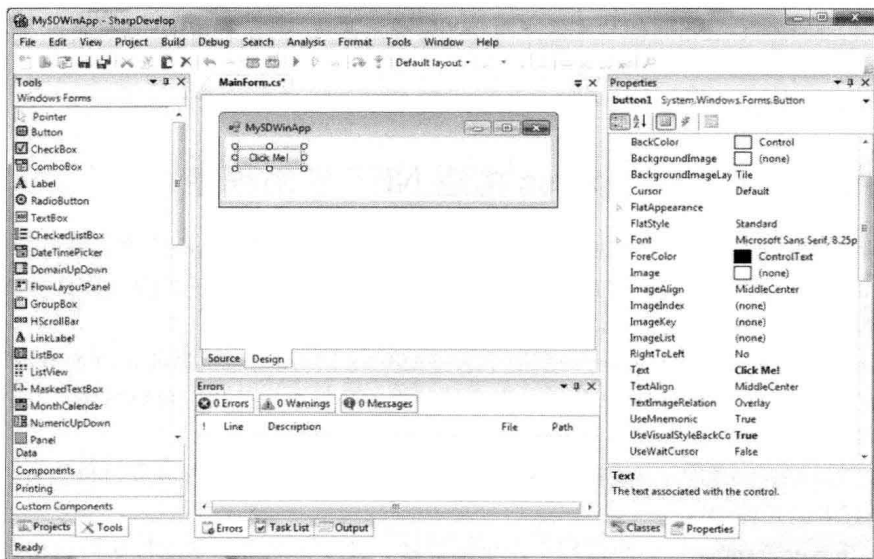 MySDWinApp - SharpDevelop
File Edit View Project Build Debug Search Analysis Format Tools Window Help
Default layout
Tools
Windows Forms
Pointer
Button
CheckBox
ComboBox
Label
RadioButton
TextBox
CheckedListBox
DateTimePicker
DomainUpDown
FlowLayoutPanel
GroupBox
HScrollBar
LinkLabel
ListBox
ListView
MaskedTextBox
MonthCalendar
NumericUpDown
Panel
Data
Components
Printing
Custom Components
Projects Tools
Ready
MainForm.cs*
MySDWinApp
Click Me!
Source Design
Errors
0 Errors 0 Warnings 0 Messages
! Line Description File Path
Errors Task List Output
Properties
button1 System.Windows.Forms.Button
BackColor Control
BackgroundImage (none)
BackgroundImageLay Tile
Cursor Default
FlatAppearance
FlatStyle Standard
Font Microsoft Sans Serif, 8.25p
ForeColor ControlText
Image (none)
ImageAlign MiddleCenter
ImageIndex (none)
ImageKey (none)
ImageList (none)
RightToLeft No
Text Click Me!
TextAlign MiddleCenter
TextImageRelation Overlay
UseMnemonic True
UseVisualStyleBackCo True
UseWaitCursor False
Text
The text associated with the control.
Classes Properties